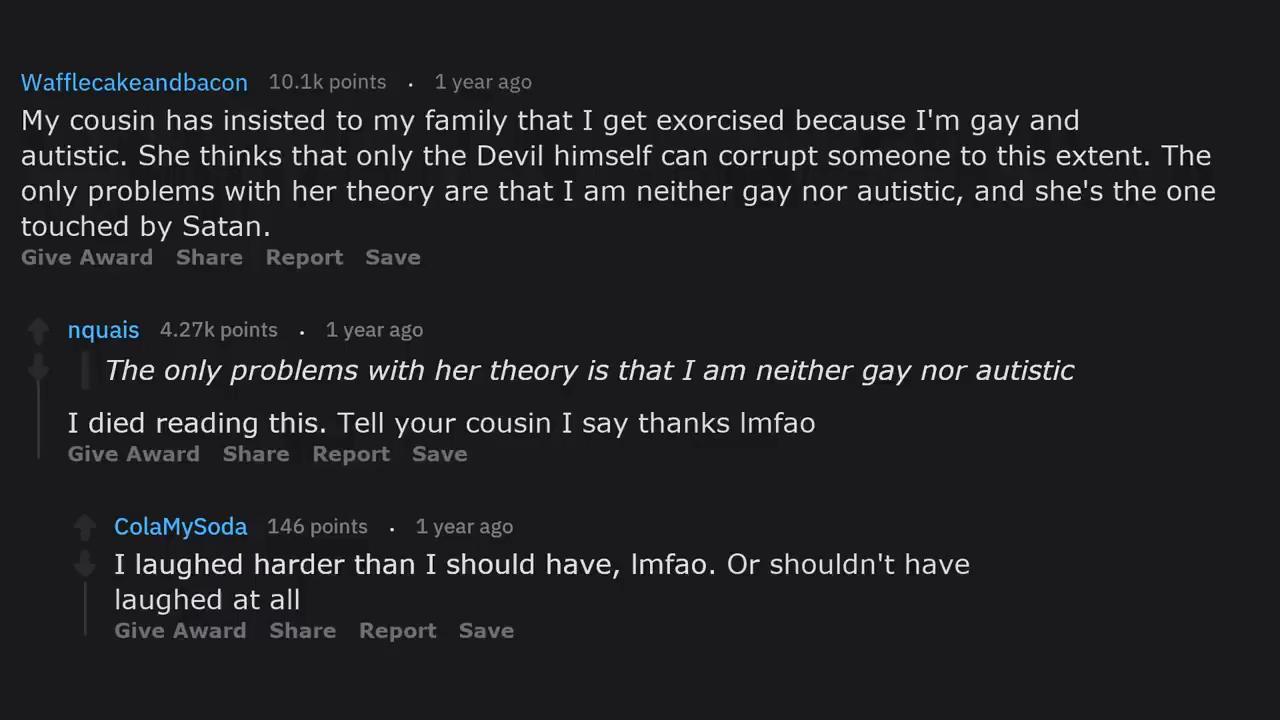 Wafflecakeandbacon 10.1k points . 1 year ago
My cousin has insisted to my family that I get exorcised because I'm gay and
autistic. She thinks that only the Devil himself can corrupt someone to this extent. The
only problems with her theory are that I am neither gay nor autistic, and she's the one
touched by Satan.
Give Award Share Report Save
nquais 4.27k points . 1 year ago
The only problems with her theory is that I am neither gay nor autistic
I died reading this. Tell your cousin I say thanks lmfao
Give Award Share Report Save
ColaMySoda 146 points . 1 year ago
I laughed harder than I should have, lmfao. Or shouldn't have
laughed at all
Give Award Share Report Save